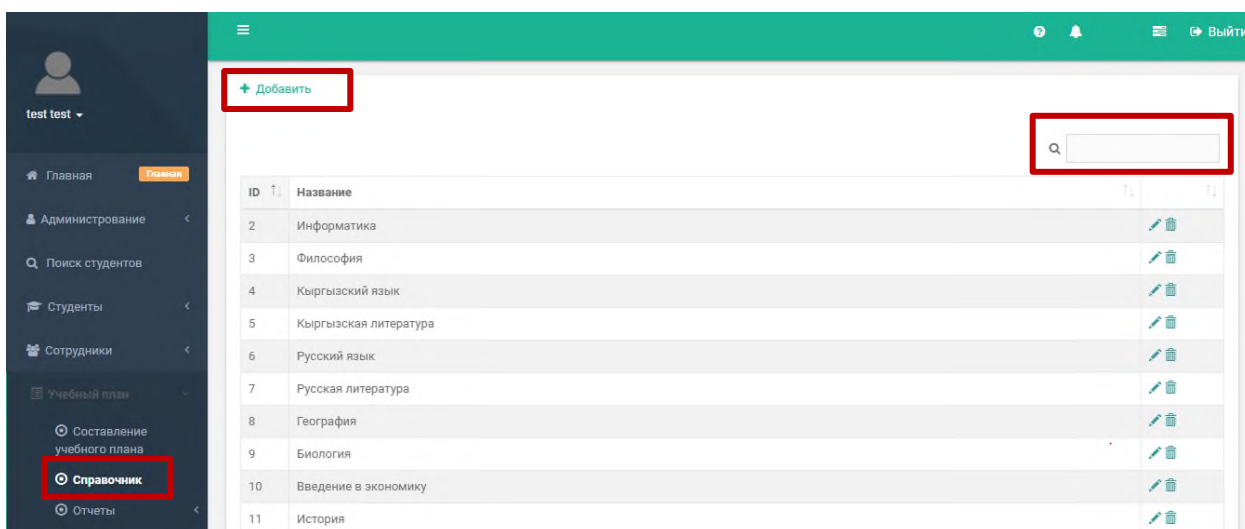 Выйти
test test
+ Добавить
Главная Главная
Администрирование
Поиск студентов
Студенты
Сотрудники
Учебный план
Составление
учебного плана
Справочник
Отчеты
ID Название
2 Информатика
3 Философия
4 Кыргызский язык
5 Кыргызская литература
6 Русский язык
7 Русская литература
8 География
9 Биология
10 Введение в экономику
11 История